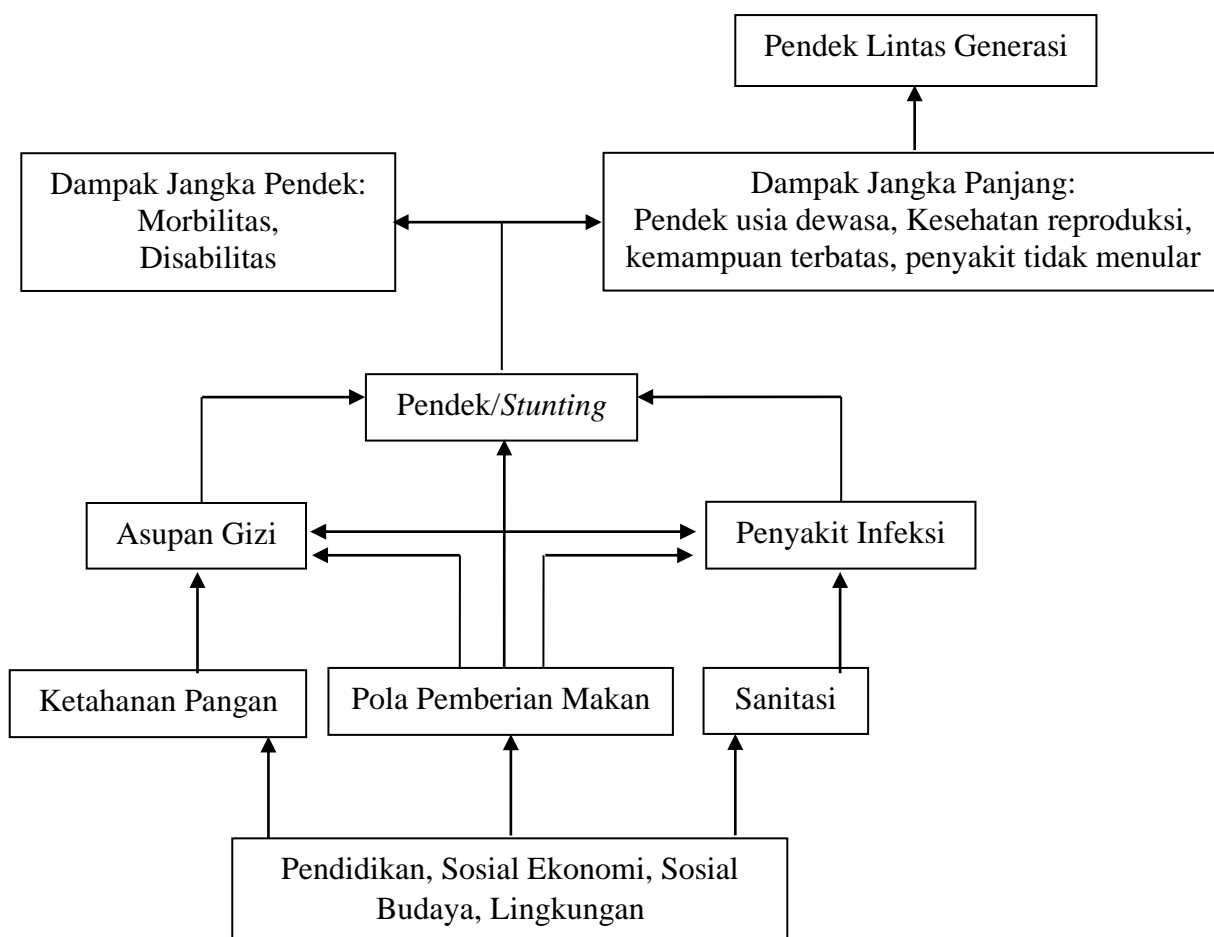 Pendek Lintas Generasi
Dampak Jangka Pendek:
Morbilitas,
Disabilitas
Dampak Jangka Panjang:
Pendek usia dewasa, Kesehatan reproduksi,
kemampuan terbatas, penyakit tidak menular
Pendek/Stunting
Asupan Gizi
Penyakit Infeksi
Ketahanan Pangan
Pola Pemberian Makan
Sanitasi
Pendidikan, Sosial Ekonomi, Sosial
Budaya, Lingkungan